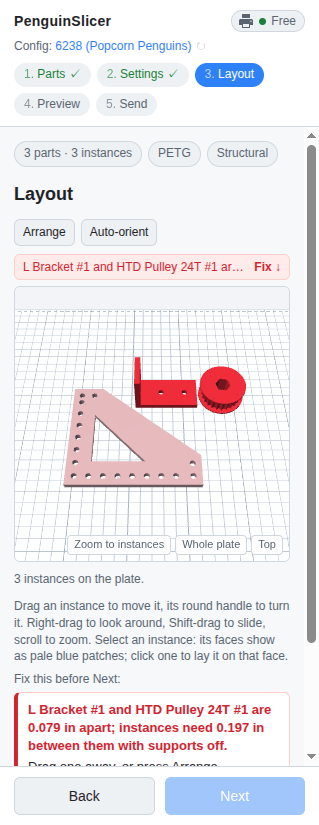 PenguinSlicer
Free
Config: 6238 (Popcorn Penguins)
1. Parts ✓
2. Settings ✓
3. Layout
4. Preview
5. Send
3 parts · 3 instances
PETG
Structural
Layout
Arrange
Auto-orient
L Bracket #1 and HTD Pulley 24T #1 ar…
Fix ↓
Zoom to instances
Whole plate
Top
3 instances on the plate.
Drag an instance to move it, its round handle to turn
it. Right-drag to look around, Shift-drag to slide,
scroll to zoom. Select an instance: its faces show
as pale blue patches; click one to lay it on that face.
Fix this before Next:
L Bracket #1 and HTD Pulley 24T #1 are
0.079 in apart; instances need 0.197 in
between them with supports off.
Drag one away, or press Arrange
Back
Next